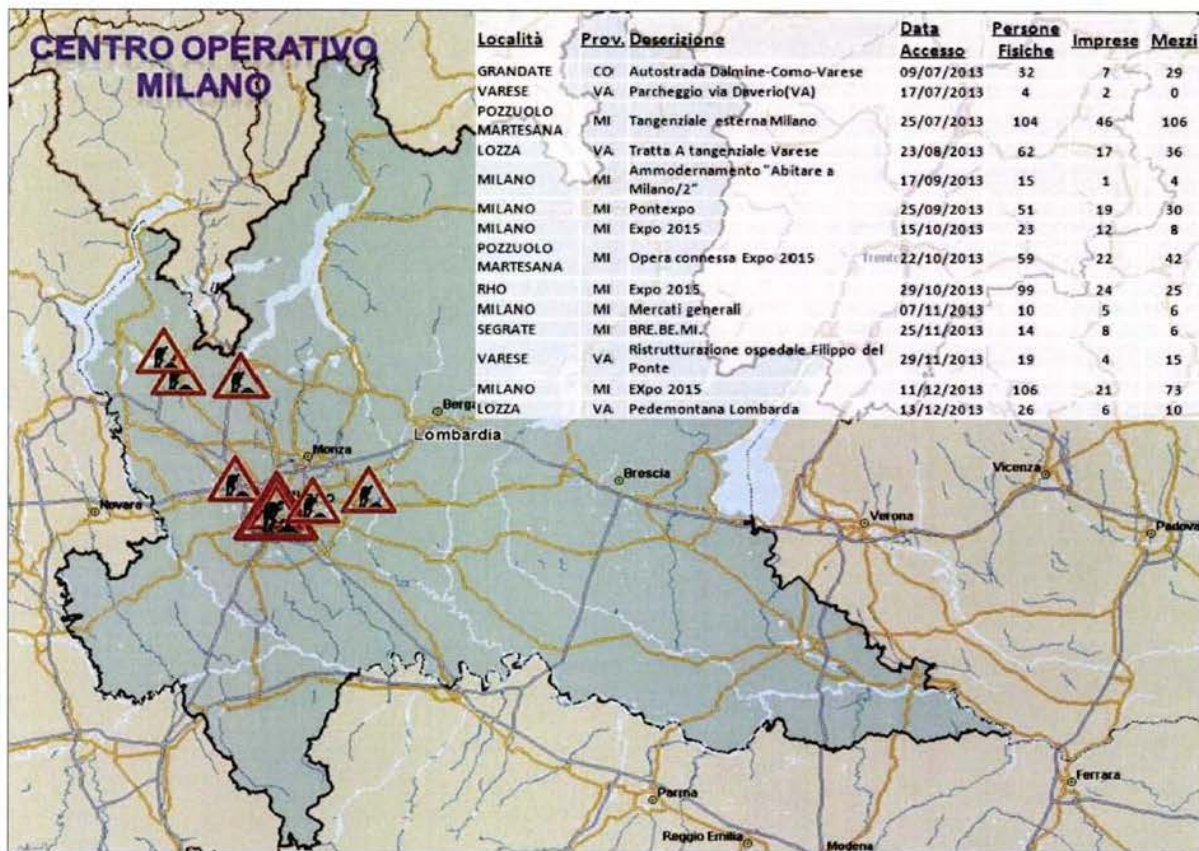 CENTRO OPERATIVO
MILANO
Località Prov. Descrizione Data Accesso Persone Fisiche Imprese Mezzi
GRANDATE CO Autostrada Dalmine-Como-Varese 09/07/2013 32 7 29
VARESE VA Parcheggio via Daverio(VA) 17/07/2013 4 2 0
POZZUOLO MARTESANA MI Tangenziale esterna Milano 25/07/2013 104 46 106
LOZZA VA Tratta A tangenziale Varese 23/08/2013 62 17 36
MILANO MI Ammodernamento "Abitare a Milano/2" 17/09/2013 15 1 4
MILANO MI Pontexpo 25/09/2013 51 19 30
MILANO MI Expo 2015 15/10/2013 23 12 8
POZZUOLO MARTESANA MI Opera connessa Expo 2015 22/10/2013 59 22 42
RHO MI Expo 2015 29/10/2013 99 24 25
MILANO MI Mercati generali 07/11/2013 10 5 6
SEGRATE MI BRE.BE.MI. 25/11/2013 14 8 6
VARESE VA Ristrutturazione ospedale Filippo del Ponte 29/11/2013 19 4 15
MILANO MI EXpo 2015 11/12/2013 106 21 73
LOZZA VA Pedemontana Lombarda 13/12/2013 26 6 10
Trento
Berga
Lombardia
Monza
Brescia
Vicenza
Novara
Verona
Padova
Ferrara
Parma
Reggio Emilia
Modena